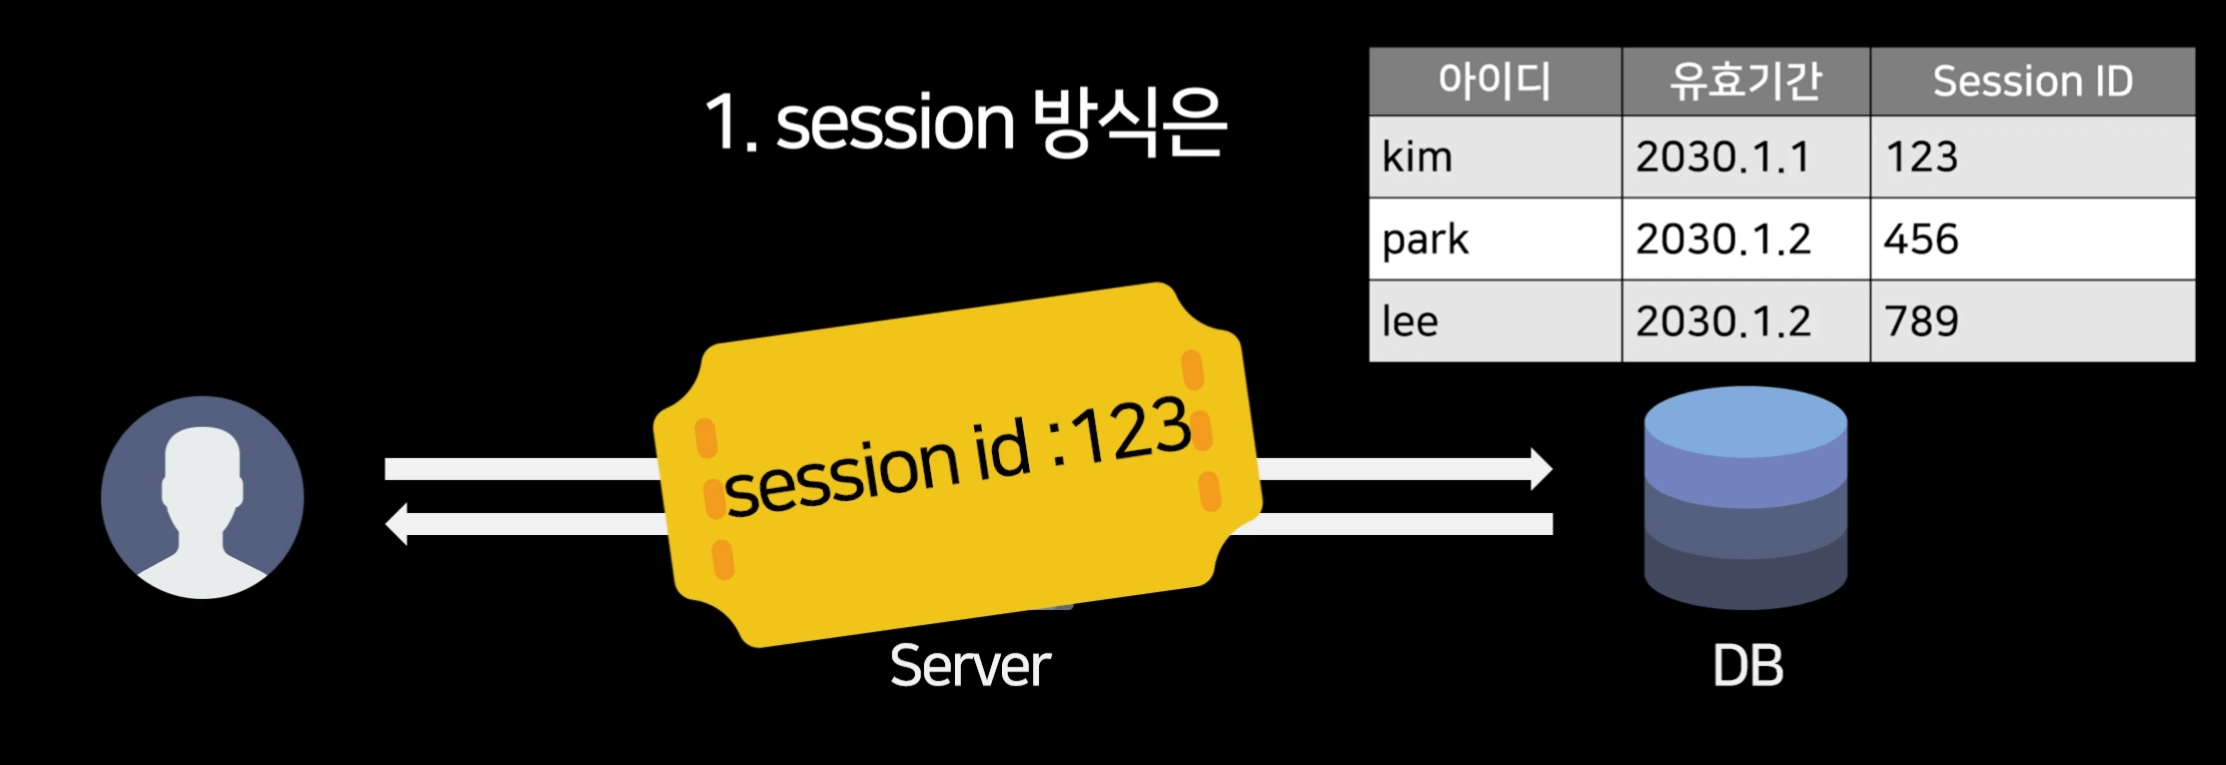 1. session 방식은
아이디 유효기간 Session ID
kim 2030.1.1 123
park 2030.1.2 456
lee 2030.1.2 789
session id :123
Server
DB